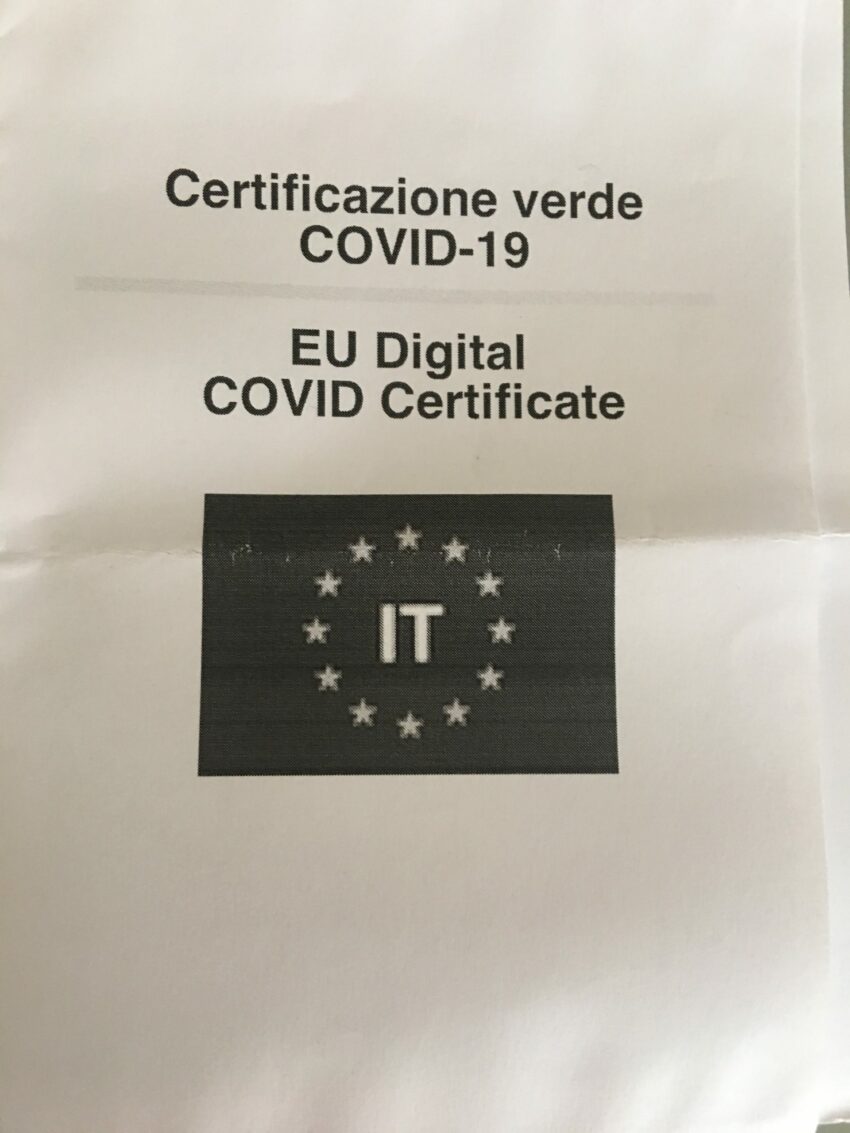 Certificazione verde
COVID-19
EU Digital
COVID Certificate
IT